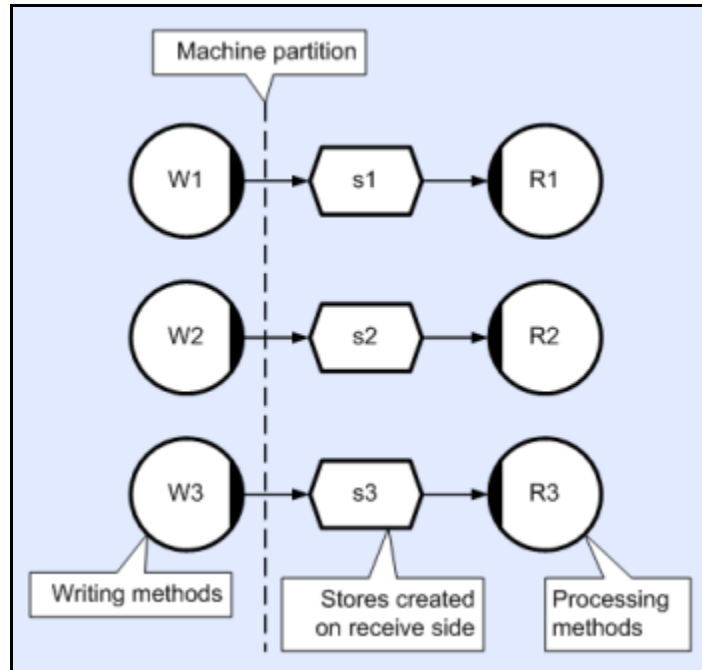 Machine partition
W1
s1
R1
W2
s2
R2
W3
s3
R3
Writing methods
Stores created
on receive side
Processing
methods